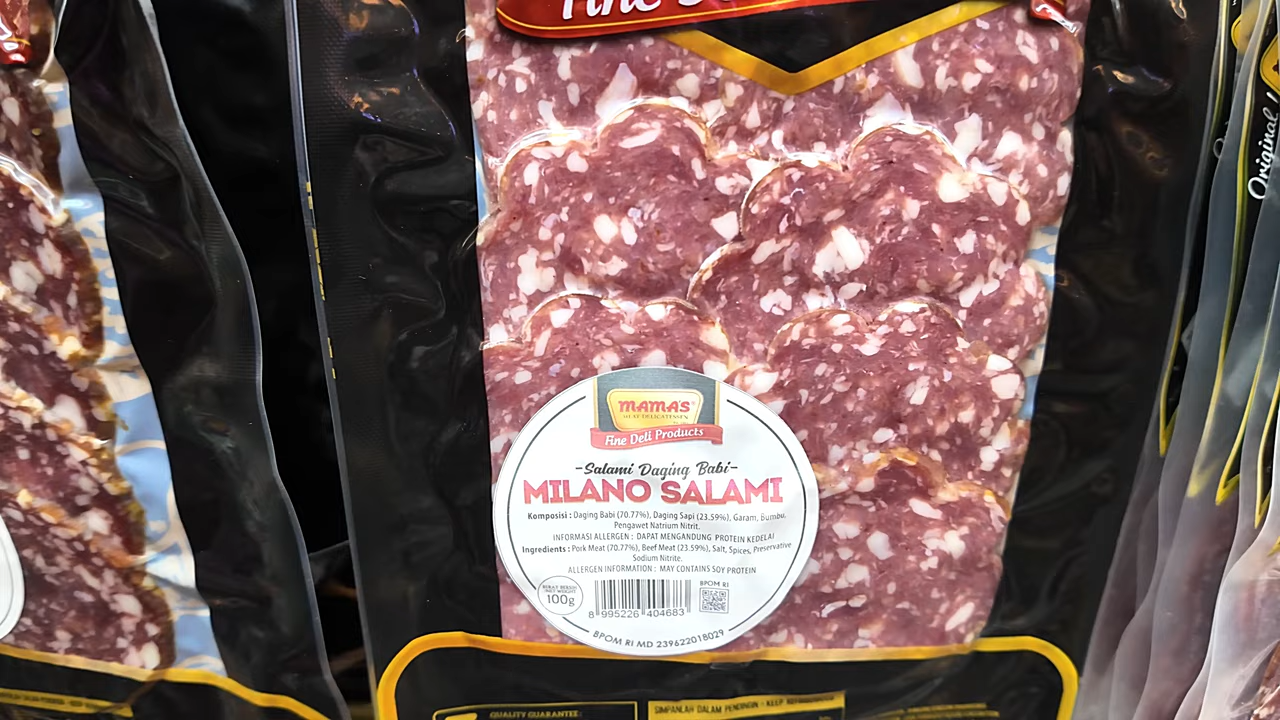 Fine
Original
MAMA'S
MEAT DELICATESSEN
Fine Deli Products
-Salami Daging Babi-
MILANO SALAMI
Komposisi : Daging Babi (70.77%), Daging Sapi (23.59%), Garam, Bumbu,
Pengawet Natrium Nitrit.
INFORMASI ALLERGEN : DAPAT MENGANDUNG PROTEIN KEDELAI
Ingredients : Pork Meat (70.77%), Beef Meat (23.59%), Salt, Spices, Preservative
Sodium Nitrite.
ALLERGEN INFORMATION : MAY CONTAINS SOY PROTEIN
BERAT BERSIH
NET WEIGHT
100g
8 995226 404683
BPOM RI
BPOM RI MD 239622018029
QUALITY GUARANTEE :
SIMPANLAH DALAM PENDINGIN - KEEP REFRIGERATED